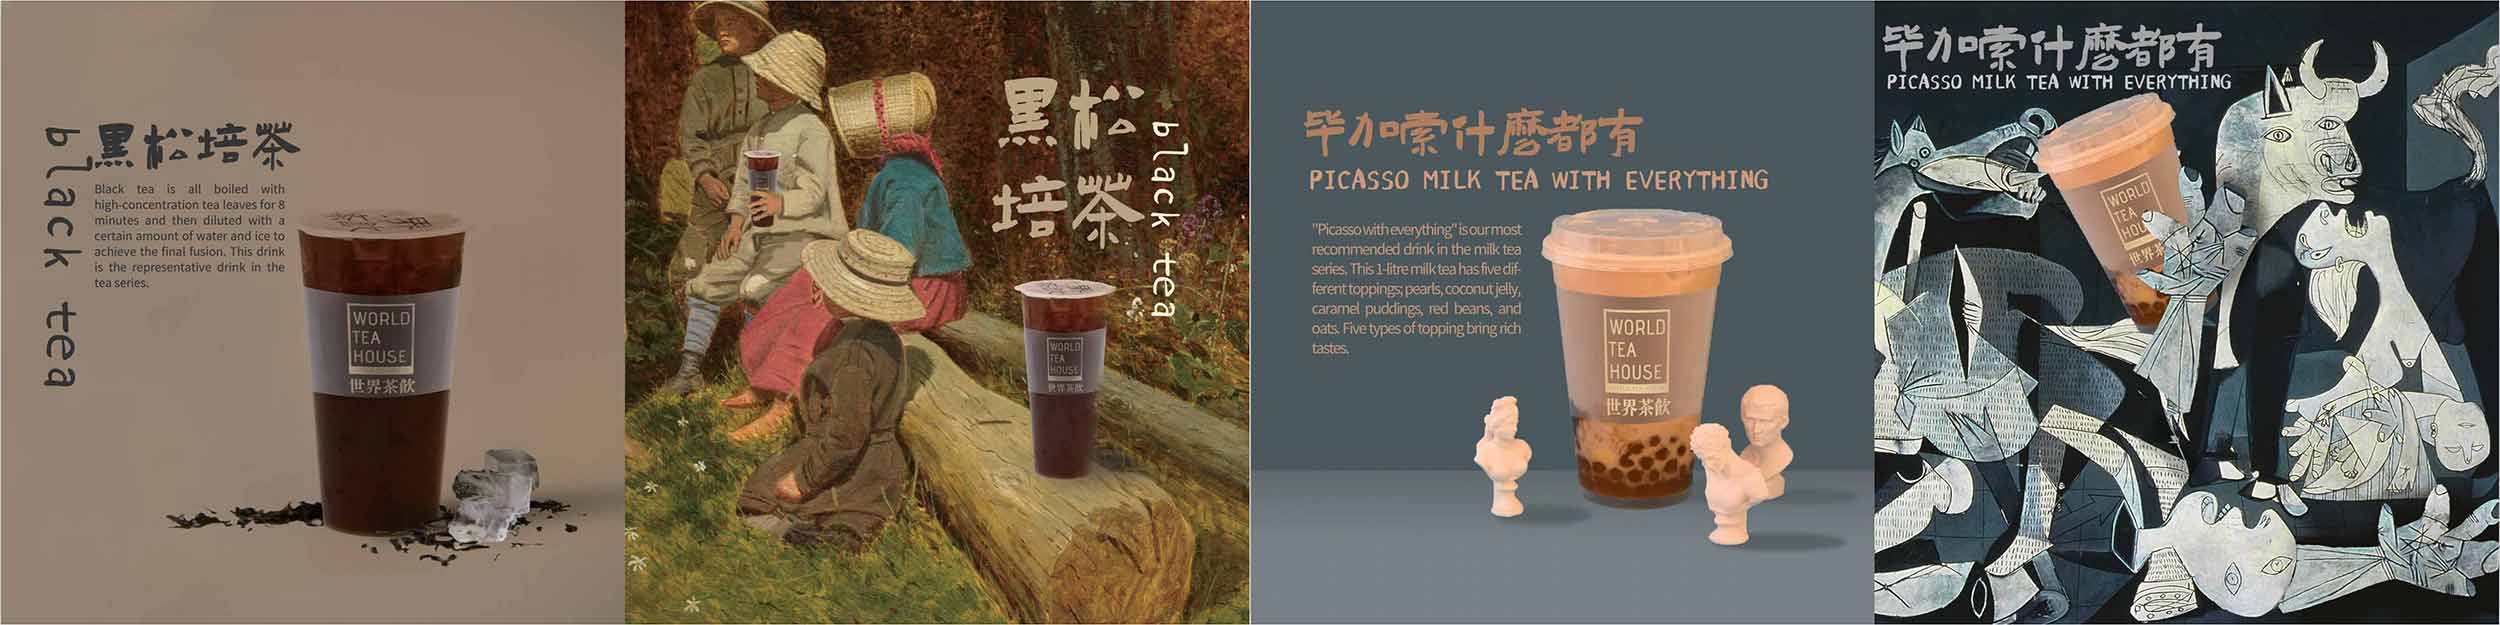 black tea
黑松培茶
Black tea is all boiled with
high-concentration tea leaves for 8
minutes and then diluted with a
certain amount of water and ice to
achieve the final fusion. This drink
is the representative drink in the
tea series.
WORLD
TEA
HOUSE
世界茶飲
黑松
培茶
black tea
WORLD
TEA
HOUSE
世界茶飲
毕加索什麼都有
PICASSO MILK TEA WITH EVERYTHING
"Picasso with everything" is our most
recommended drink in the milk tea
series. This 1-litre milk tea has five dif-
ferent toppings; pearls, coconut jelly,
caramel puddings, red beans, and
oats. Five types of topping bring rich
tastes.
WORLD
TEA
HOUSE
世界茶飲
毕加索什麼都有
PICASSO MILK TEA WITH EVERYTHING
WORLD
TEA
HOU
世界茶